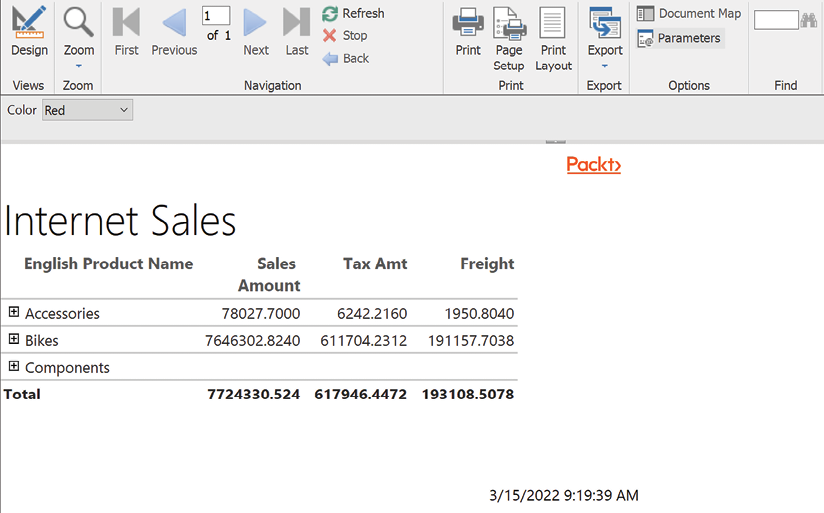 Design
Zoom
First
Previous
1
of 1
Next
Last
Refresh
Stop
Back
Print
Page
Setup
Print
Layout
Export
Document Map
Parameters
Views
Zoom
Navigation
Print
Export
Options
Find
Color Red
Packt>
Internet Sales
English Product Name Sales Amount Tax Amt Freight
Accessories 78027.7000 6242.2160 1950.8040
Bikes 7646302.8240 611704.2312 191157.7038
Components
Total 7724330.524 617946.4472 193108.5078
3/15/2022 9:19:39 AM